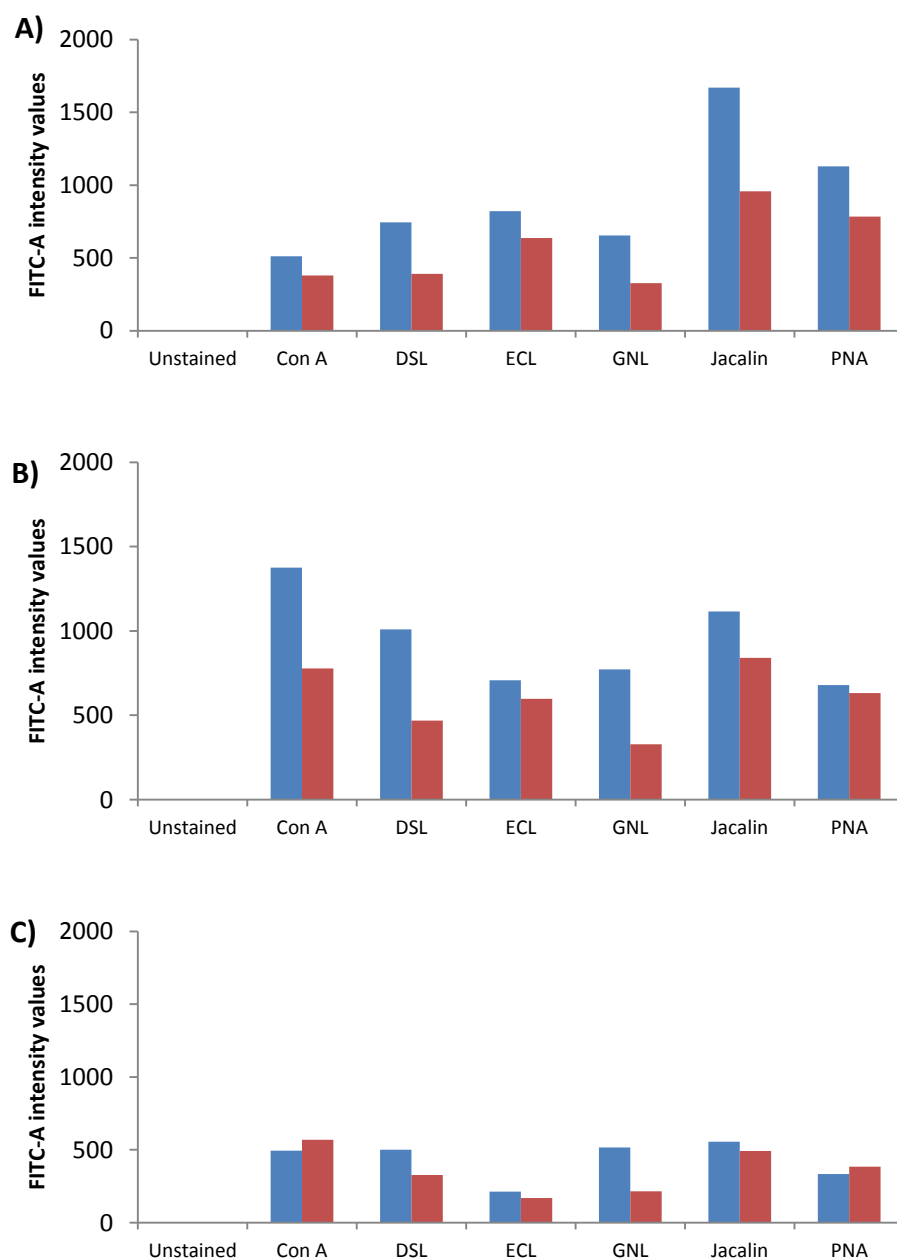 A)
2000
1500
1000
500
0
FITC-A intensity values
Unstained Con A DSL ECL GNL Jacalin PNA
B)
2000
1500
1000
500
0
FITC-A intensity values
Unstained Con A DSL ECL GNL Jacalin PNA
C)
2000
1500
1000
500
0
FITC-A intensity values
Unstained Con A DSL ECL GNL Jacalin PNA